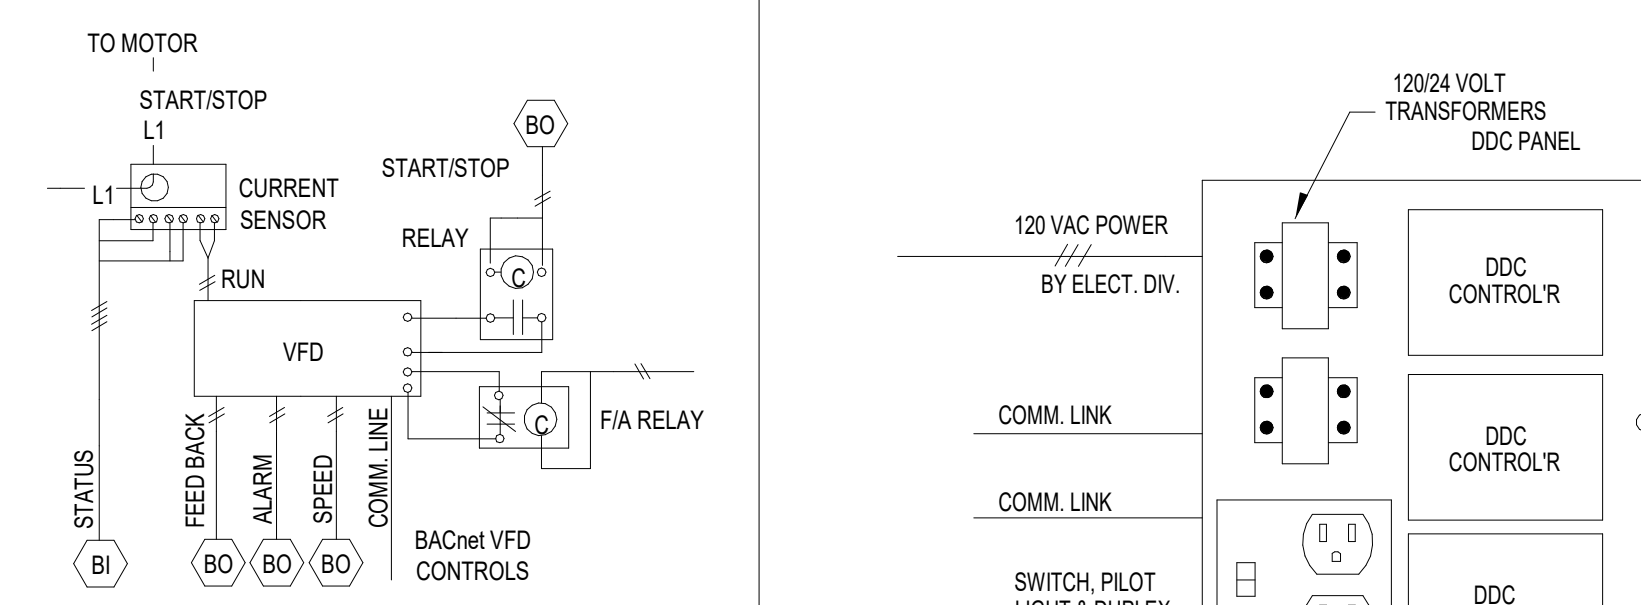 TO MOTOR
START/STOP
L1
L1
CURRENT
SENSOR
BO
START/STOP
RELAY
C
RUN
VFD
C
F/A RELAY
STATUS
FEED BACK
ALARM
SPEED
COMM. LINE
BI
BO
BO
BO
BACnet VFD
CONTROLS
120/24 VOLT
TRANSFORMERS
DDC PANEL
120 VAC POWER
BY ELECT. DIV.
DDC
CONTROL'R
COMM. LINK
DDC
CONTROL'R
COMM. LINK
SWITCH, PILOT
LIGHT & DUPLEX
DDC